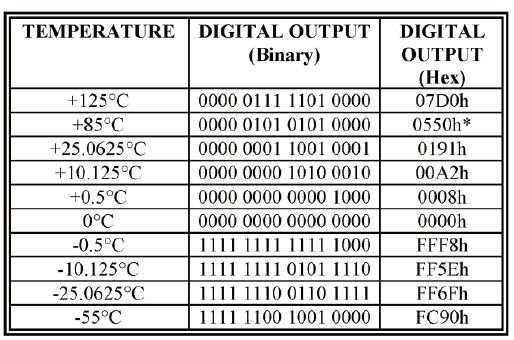 TEMPERATURE DIGITAL OUTPUT (Binary) DIGITAL OUTPUT (Hex)
+125°C 0000 0111 1101 0000 07D0h
+85°C 0000 0101 0101 0000 0550h*
+25.0625°C 0000 0001 1001 0001 0191h
+10.125°C 0000 0000 1010 0010 00A2h
+0.5°C 0000 0000 0000 1000 0008h
0°C 0000 0000 0000 0000 0000h
-0.5°C 1111 1111 1111 1000 FFF8h
-10.125°C 1111 1111 0101 1110 FF5Eh
-25.0625°C 1111 1110 0110 1111 FF6Fh
-55°C 1111 1100 1001 0000 FC90h